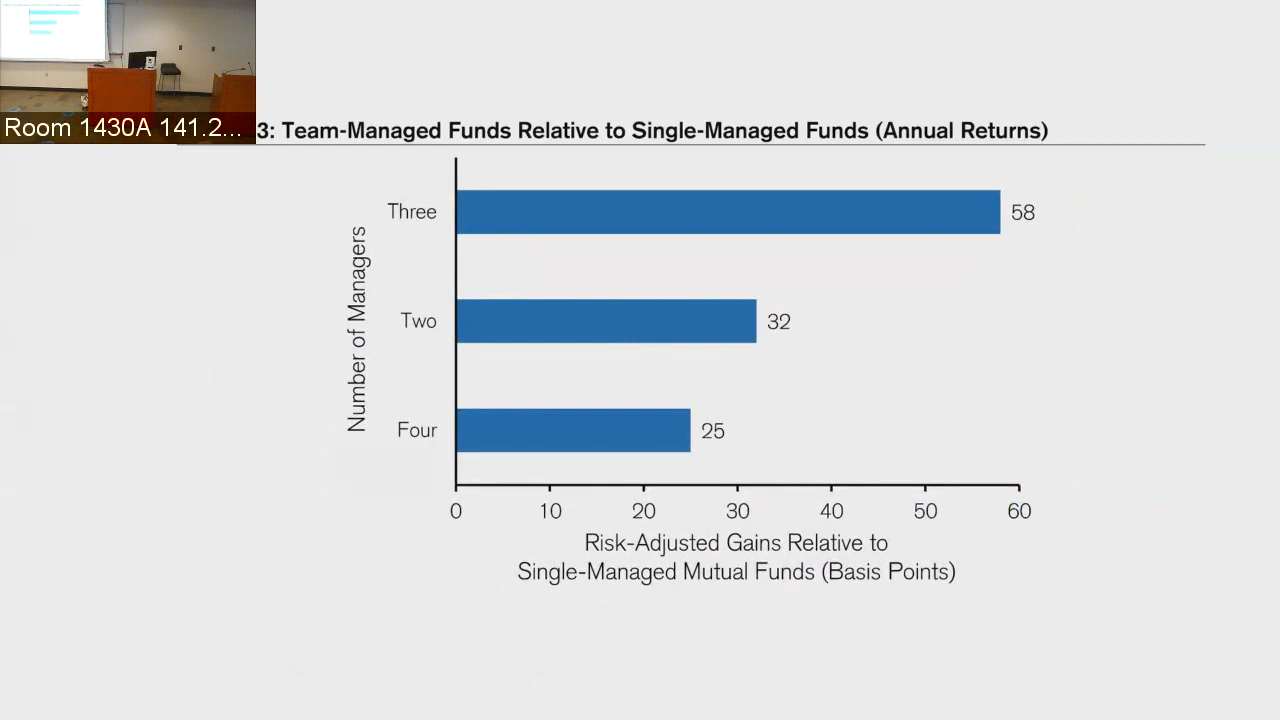 Room 1430A 141.2...
3: Team-Managed Funds Relative to Single-Managed Funds (Annual Returns)
Number of Managers
Three
58
Two
32
Four
25
0 10 20 30 40 50 60
Risk-Adjusted Gains Relative to
Single-Managed Mutual Funds (Basis Points)